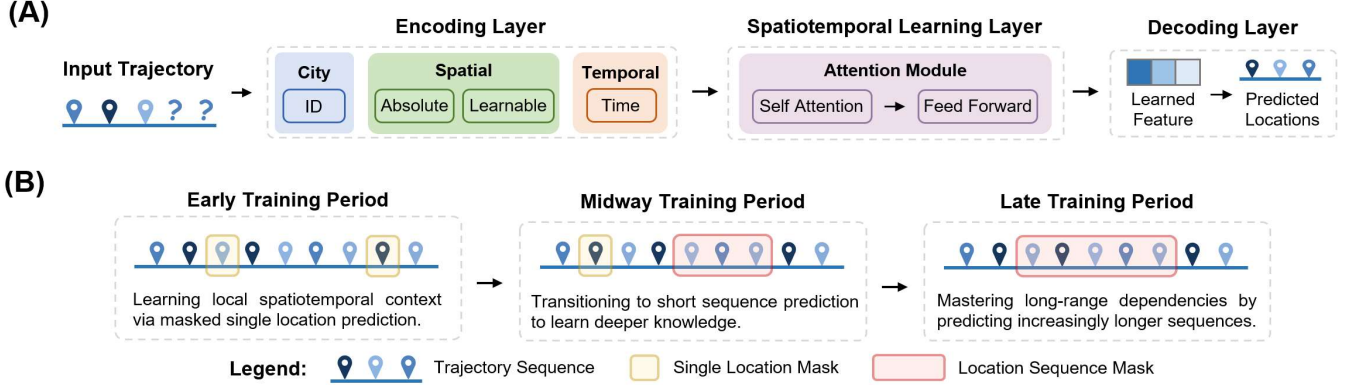 (A)
Encoding Layer
Spatiotemporal Learning Layer
Decoding Layer
Input Trajectory
? ?
City
ID
Spatial
Absolute
Learnable
Temporal
Time
Attention Module
Self Attention
Feed Forward
Learned
Feature
Predicted
Locations
(B)
Early Training Period
Learning local spatiotemporal context
via masked single location prediction.
Midway Training Period
Transitioning to short sequence prediction
to learn deeper knowledge.
Late Training Period
Mastering long-range dependencies by
predicting increasingly longer sequences.
Legend:
Trajectory Sequence
Single Location Mask
Location Sequence Mask